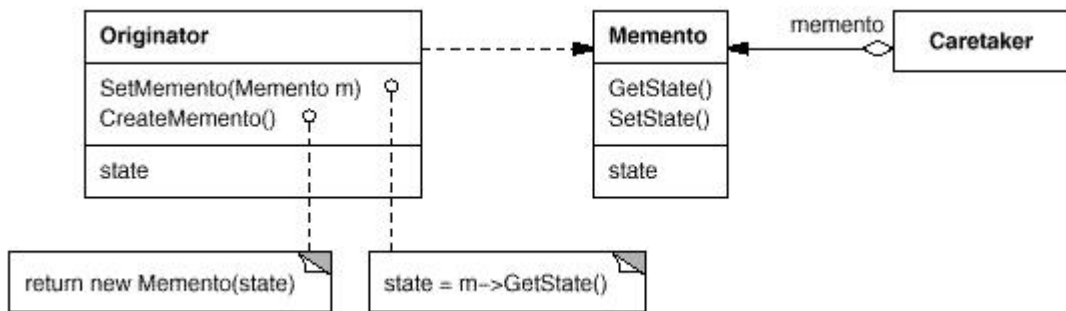 Originator
SetMemento(Memento m)
CreateMemento()
state
Memento
GetState()
SetState()
state
memento
Caretaker
return new Memento(state)
state = m->GetState()